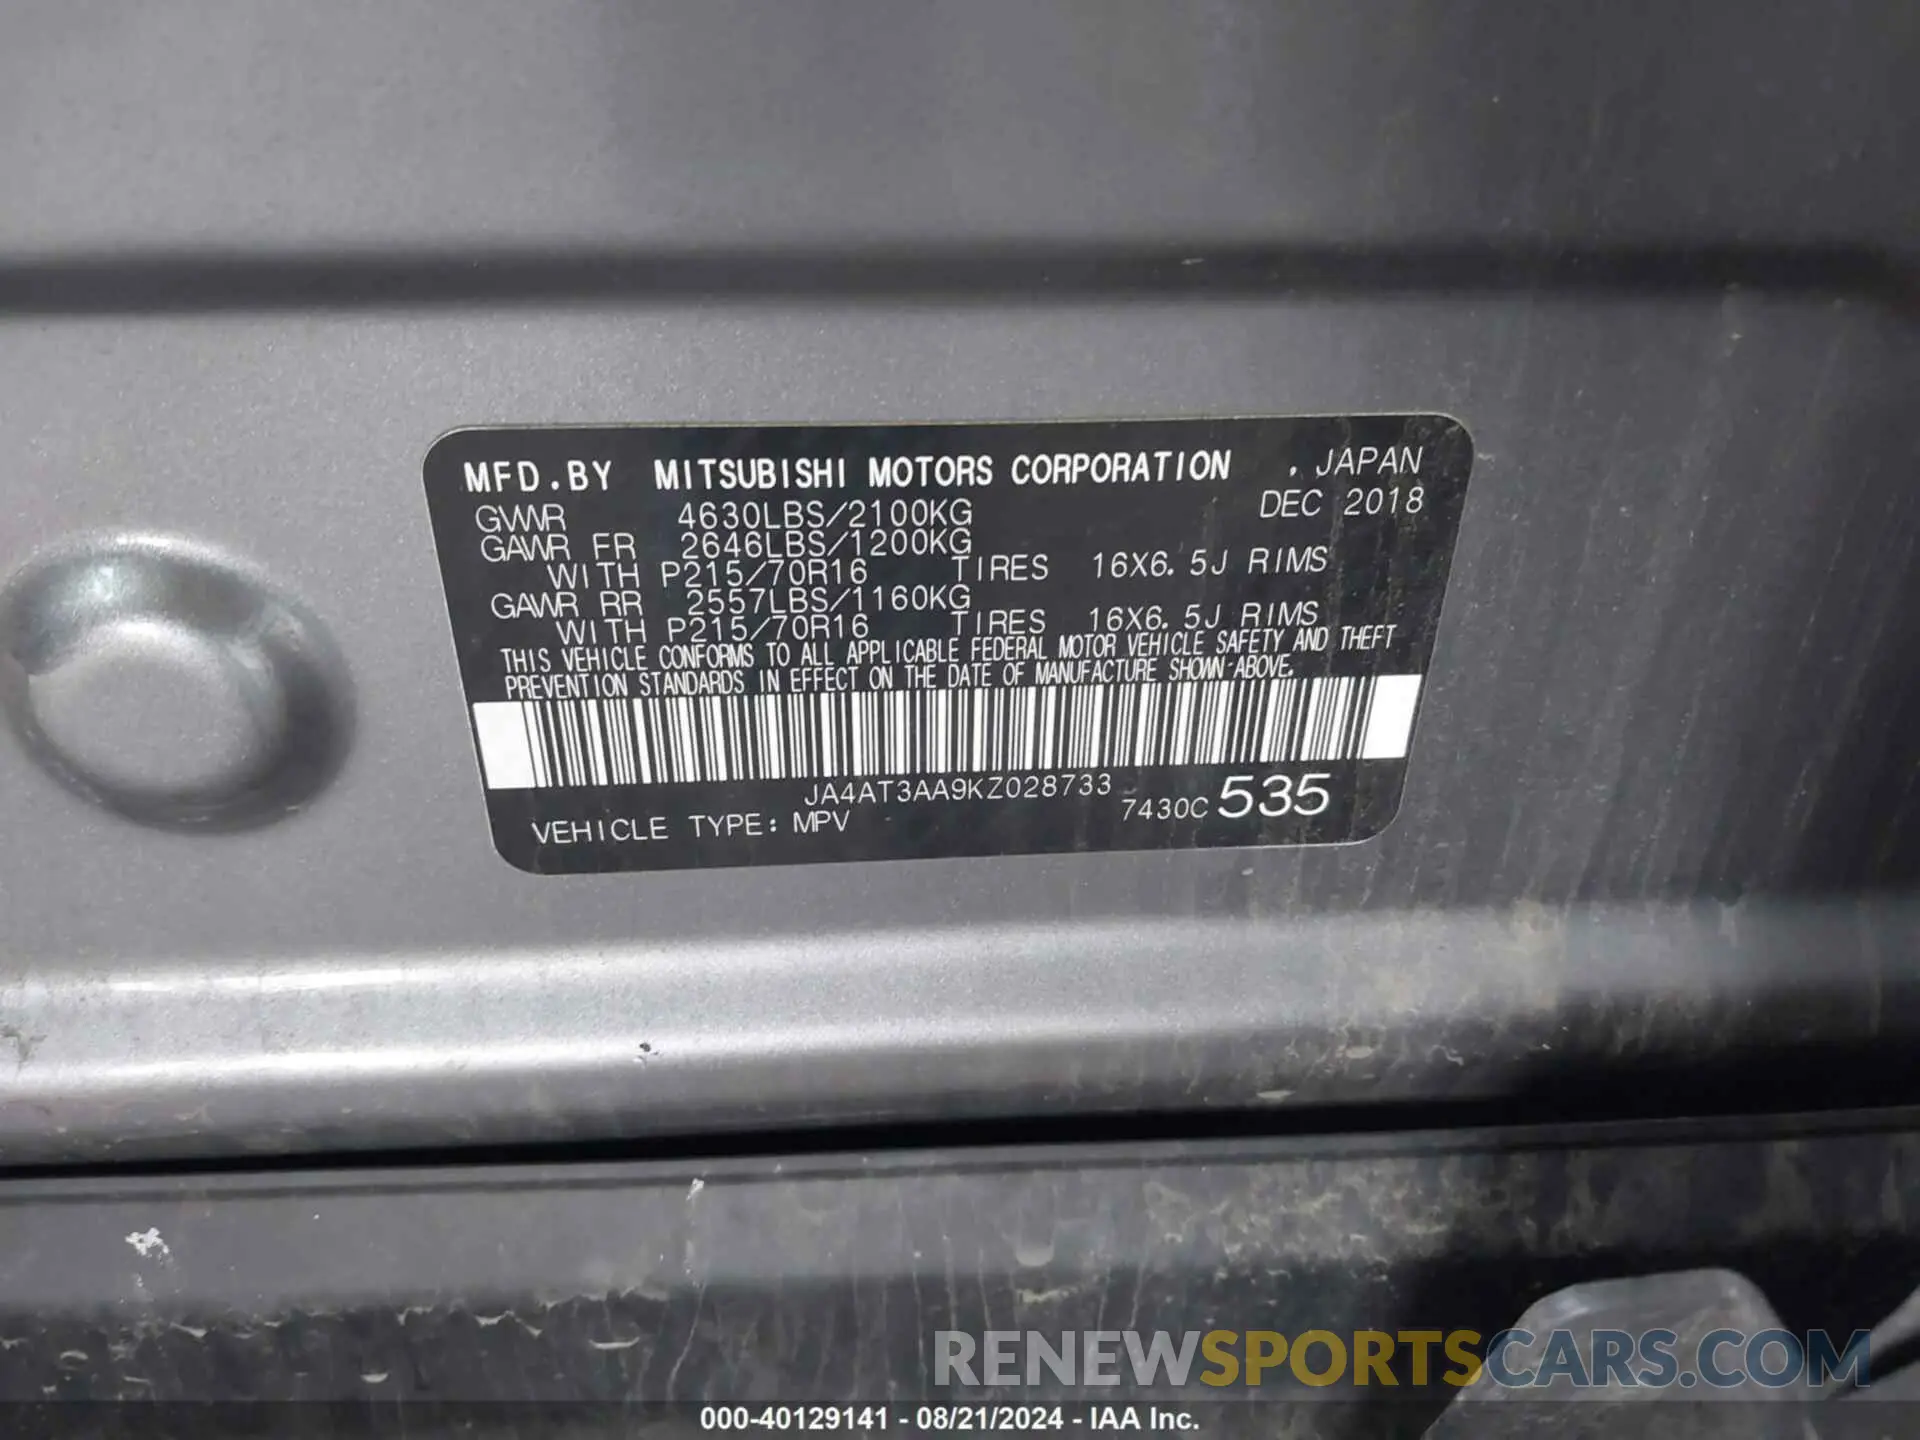 MFD.BY MITSUBISHI MOTORS CORPORATION , JAPAN
GVWR 4630LBS/2100KG DEC 2018
GAWR FR 2646LBS/1200KG
WITH P215/70R16 TIRES 16X6.5J RIMS
GAWR RR 2557LBS/1160KG
WITH P215/70R16 TIRES 16X6.5J RIMS
THIS VEHICLE CONFORMS TO ALL APPLICABLE FEDERAL MOTOR VEHICLE SAFETY AND THEFT
PREVENTION STANDARDS IN EFFECT ON THE DATE OF MANUFACTURE SHOWN ABOVE.
JA4AT3AA9KZ028733
VEHICLE TYPE: MPV 7430C 535
RENEWSPORTSCARS.COM
000-40129141 - 08/21/2024 - IAA Inc.